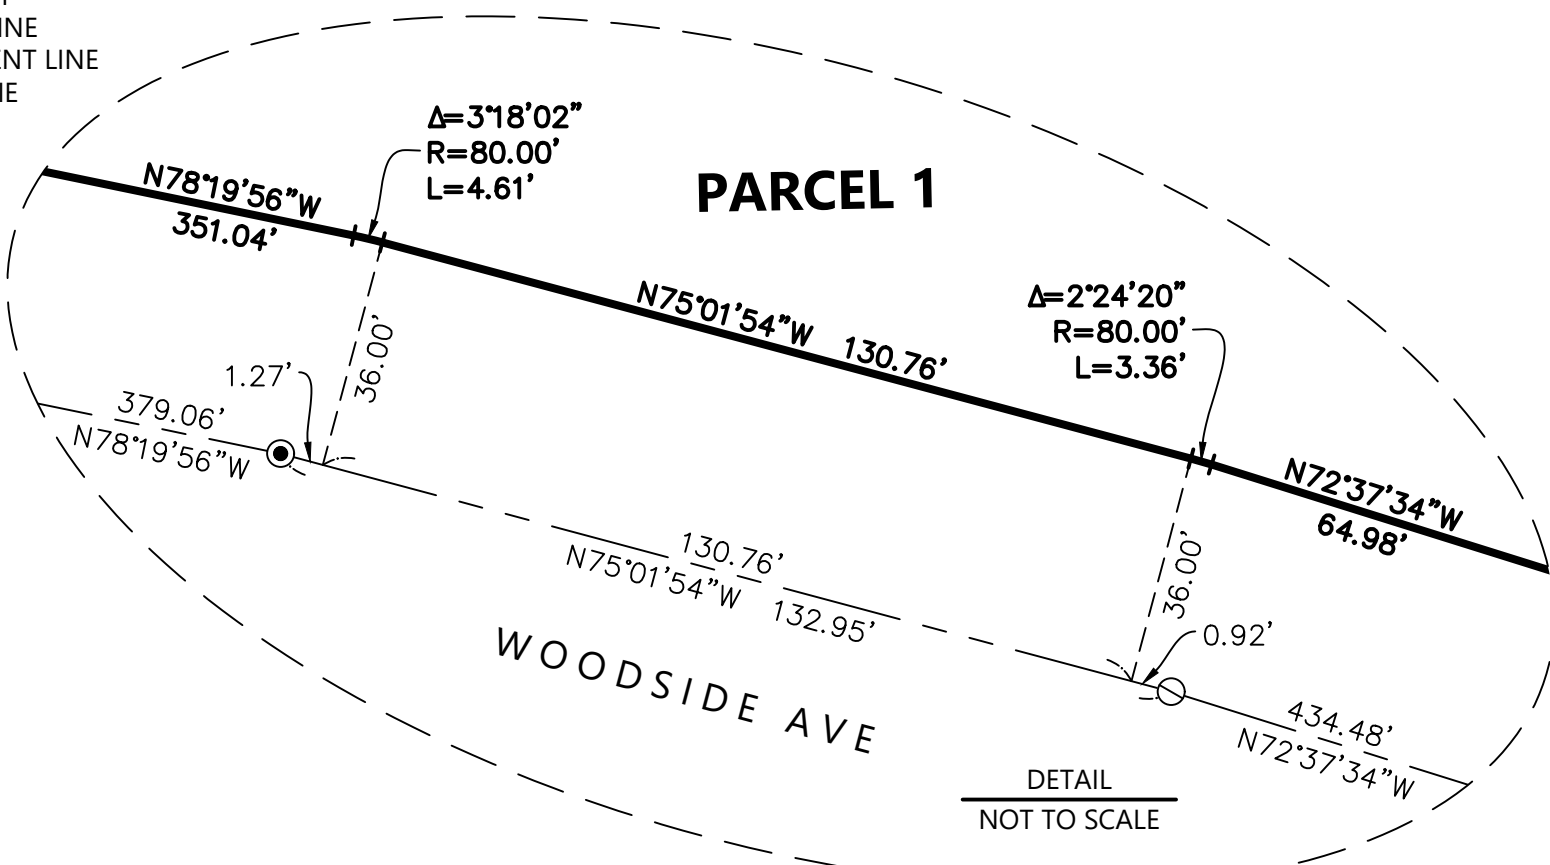 INE
ENT LINE
Δ=3°18'02"
R=80.00'
L=4.61'
PARCEL 1
N78°19'56"W
351.04'
N75°01'54"W 130.76'
Δ=2°24'20"
R=80.00'
L=3.36'
1.27'
36.00'
379.06'
N78°19'56"W
N72°37'34"W
64.98'
130.76'
N75°01'54"W 132.95'
36.00'
0.92'
WOODSIDE AVE
434.48'
N72°37'34"W
DETAIL
NOT TO SCALE